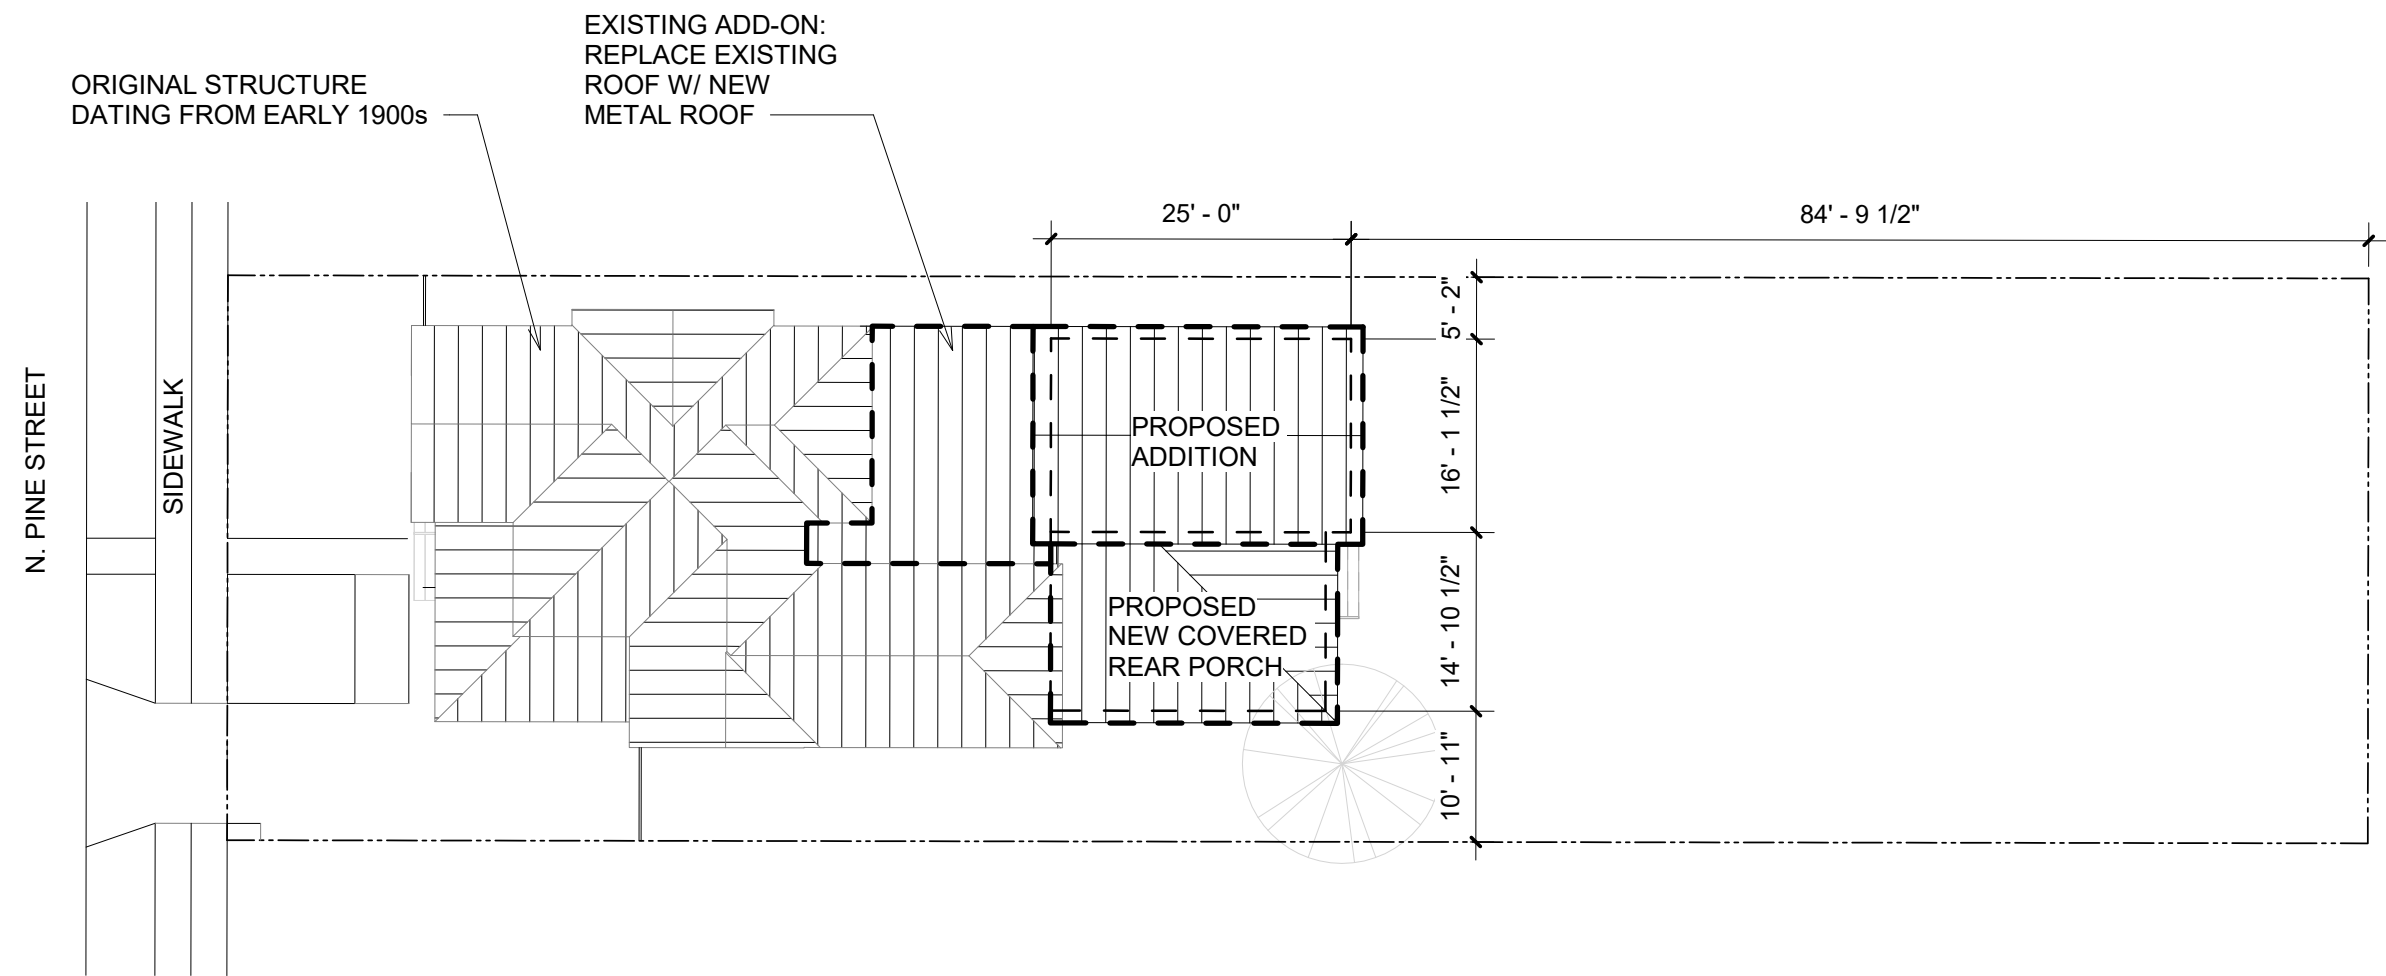 EXISTING ADD-ON:
REPLACE EXISTING
ROOF W/ NEW
METAL ROOF
ORIGINAL STRUCTURE
DATING FROM EARLY 1900s
25' - 0"
84' - 9 1/2"
5' - 2"
16' - 1 1/2"
14' - 10 1/2"
10' - 11"
N. PINE STREET
SIDEWALK
PROPOSED
ADDITION
PROPOSED
NEW COVERED
REAR PORCH